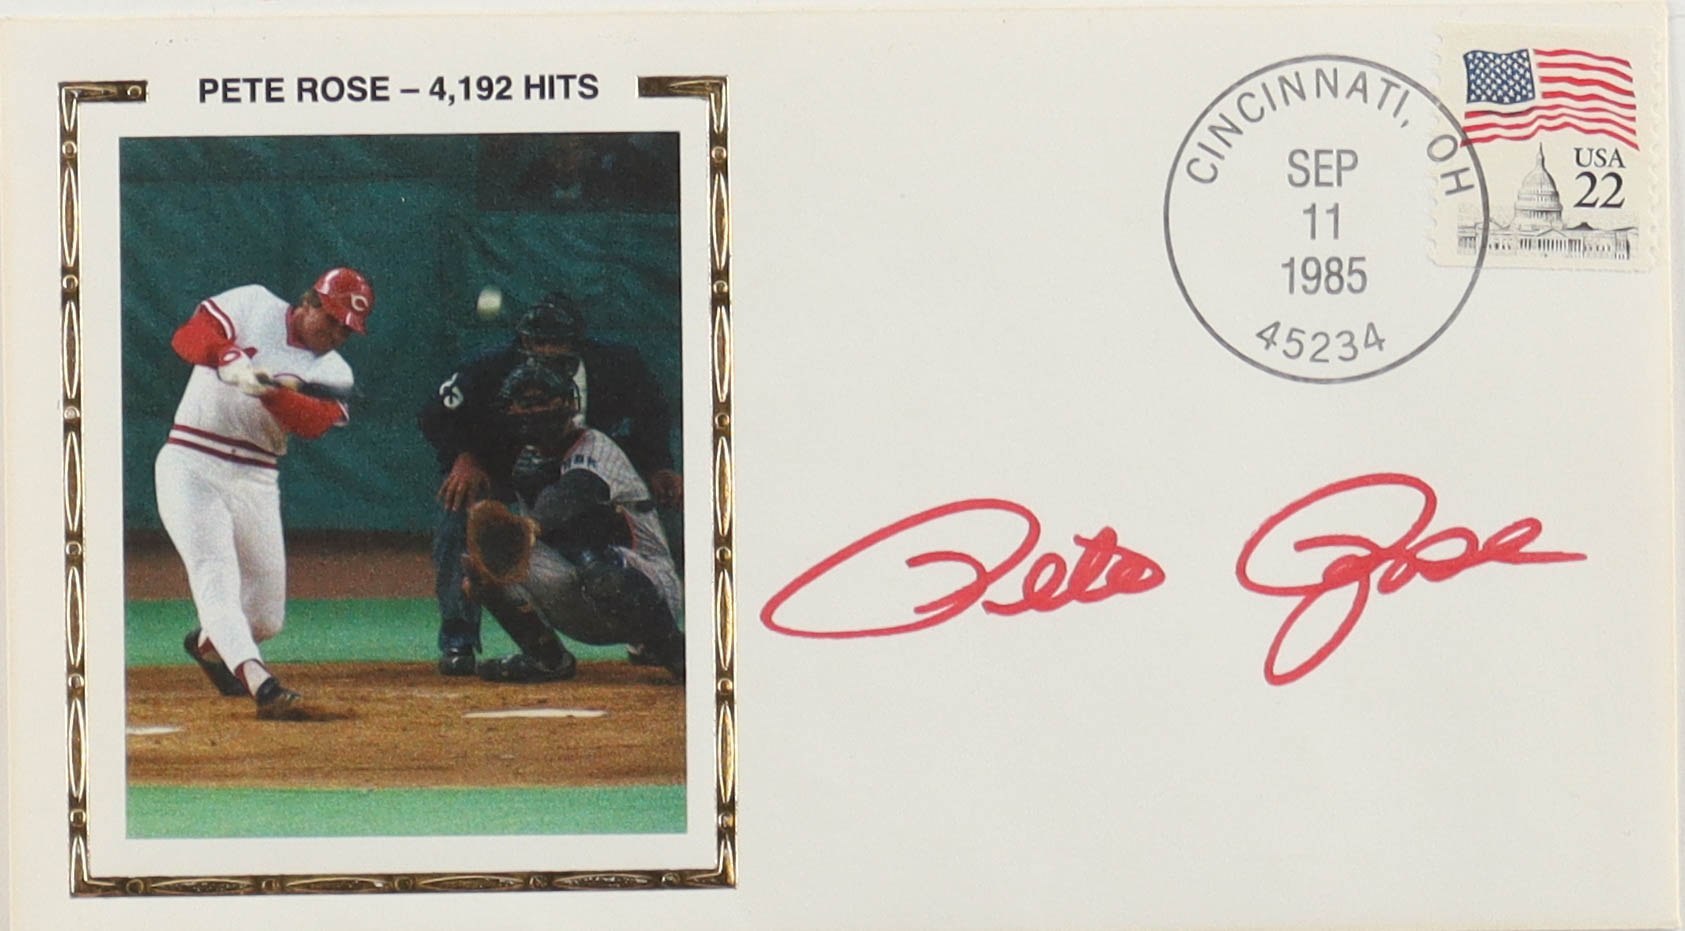 PETE ROSE – 4,192 HITS
CINCINNATI, OH
SEP
11
1985
45234
USA
22
Pete Rose
C